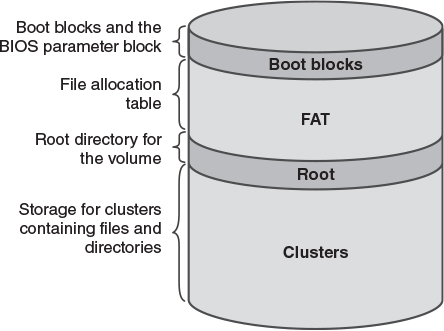 Boot blocks and the
BIOS parameter block
Boot blocks
File allocation
table
FAT
Root directory for
the volume
Root
Storage for clusters
containing files and
directories
Clusters